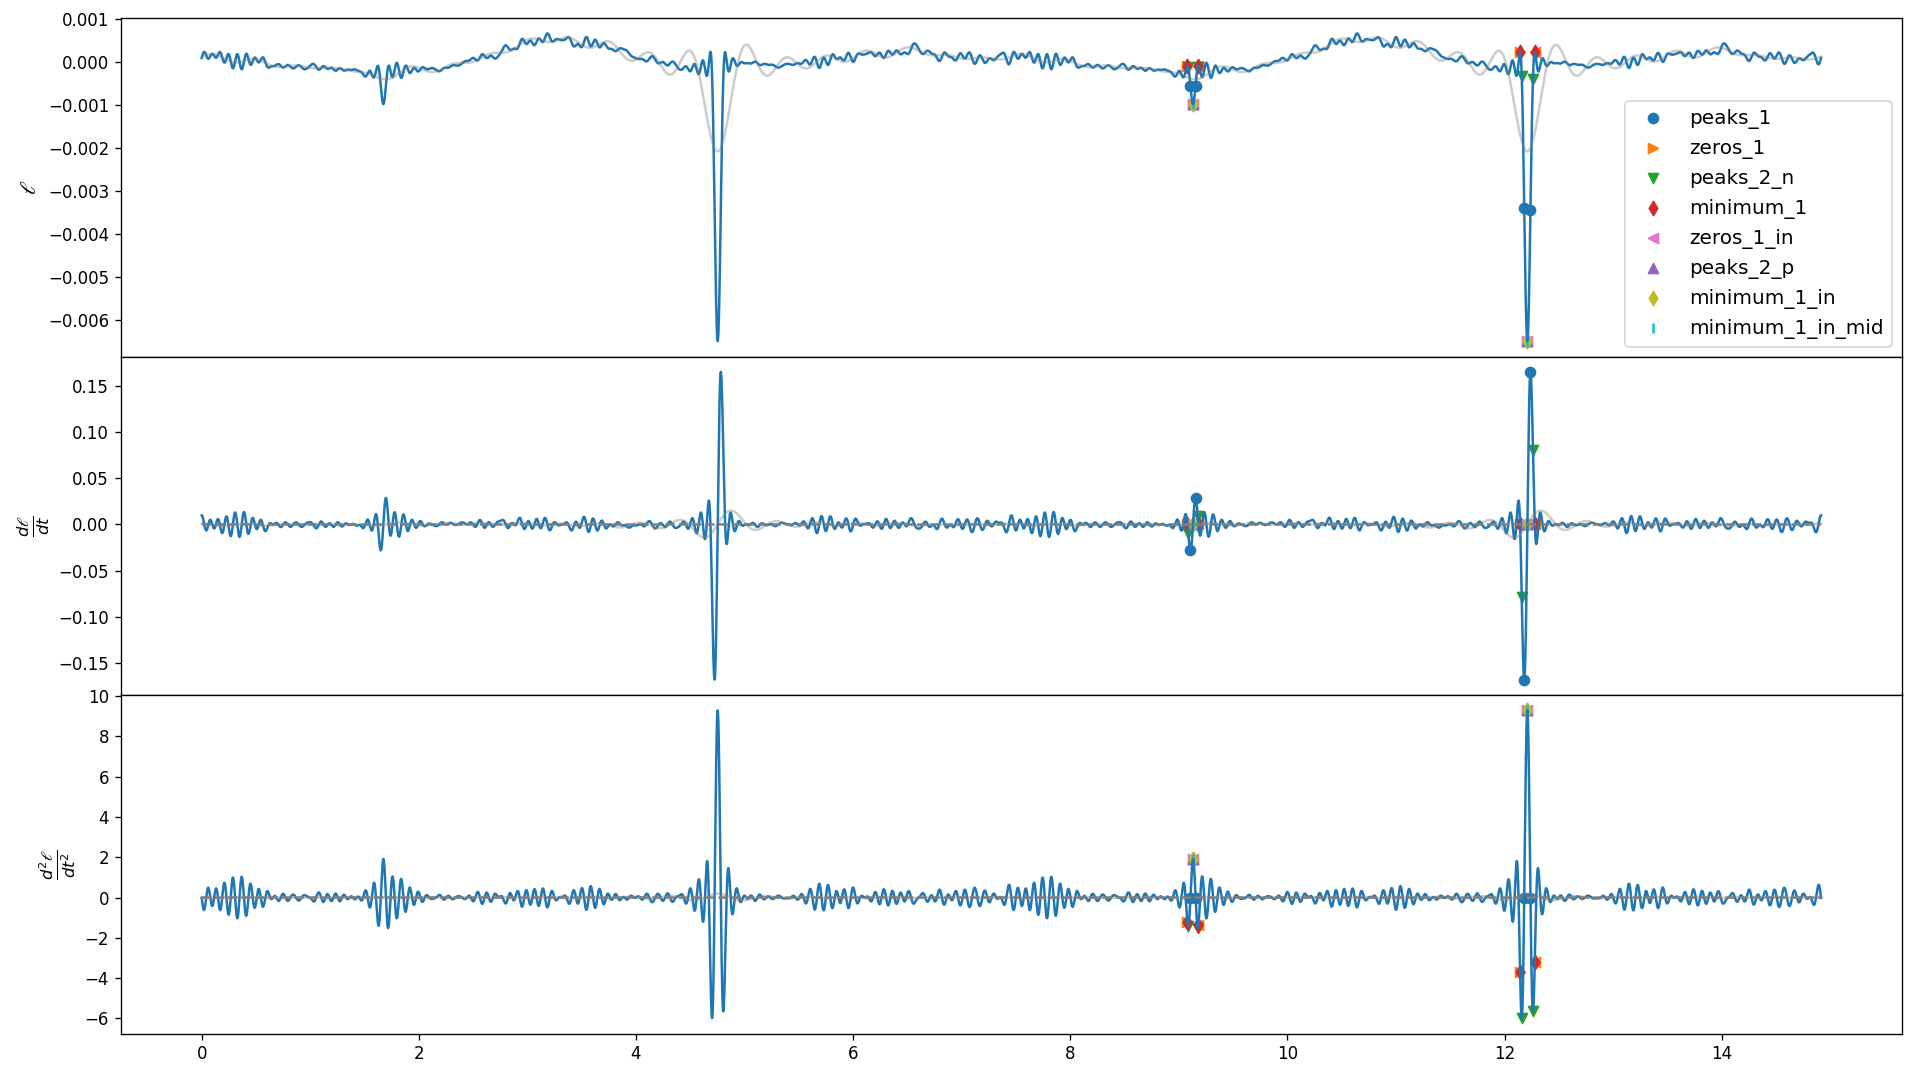 0.001
0.000
−0.001
−0.002
−0.003
−0.004
−0.005
−0.006
ℓ
peaks_1
zeros_1
peaks_2_n
minimum_1
zeros_1_in
peaks_2_p
minimum_1_in
minimum_1_in_mid
0.15
0.10
0.05
0.00
−0.05
−0.10
−0.15
dℓ
dt
10
8
6
4
2
0
−2
−4
−6
d²ℓ
dt²
0 2 4 6 8 10 12 14